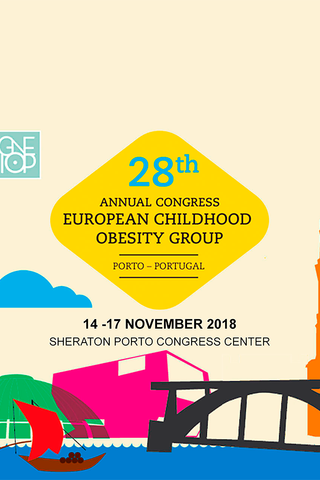 28th
ANNUAL CONGRESS
EUROPEAN CHILDHOOD
OBESITY GROUP
PORTO – PORTUGAL
14 -17 NOVEMBER 2018
SHERATON PORTO CONGRESS CENTER